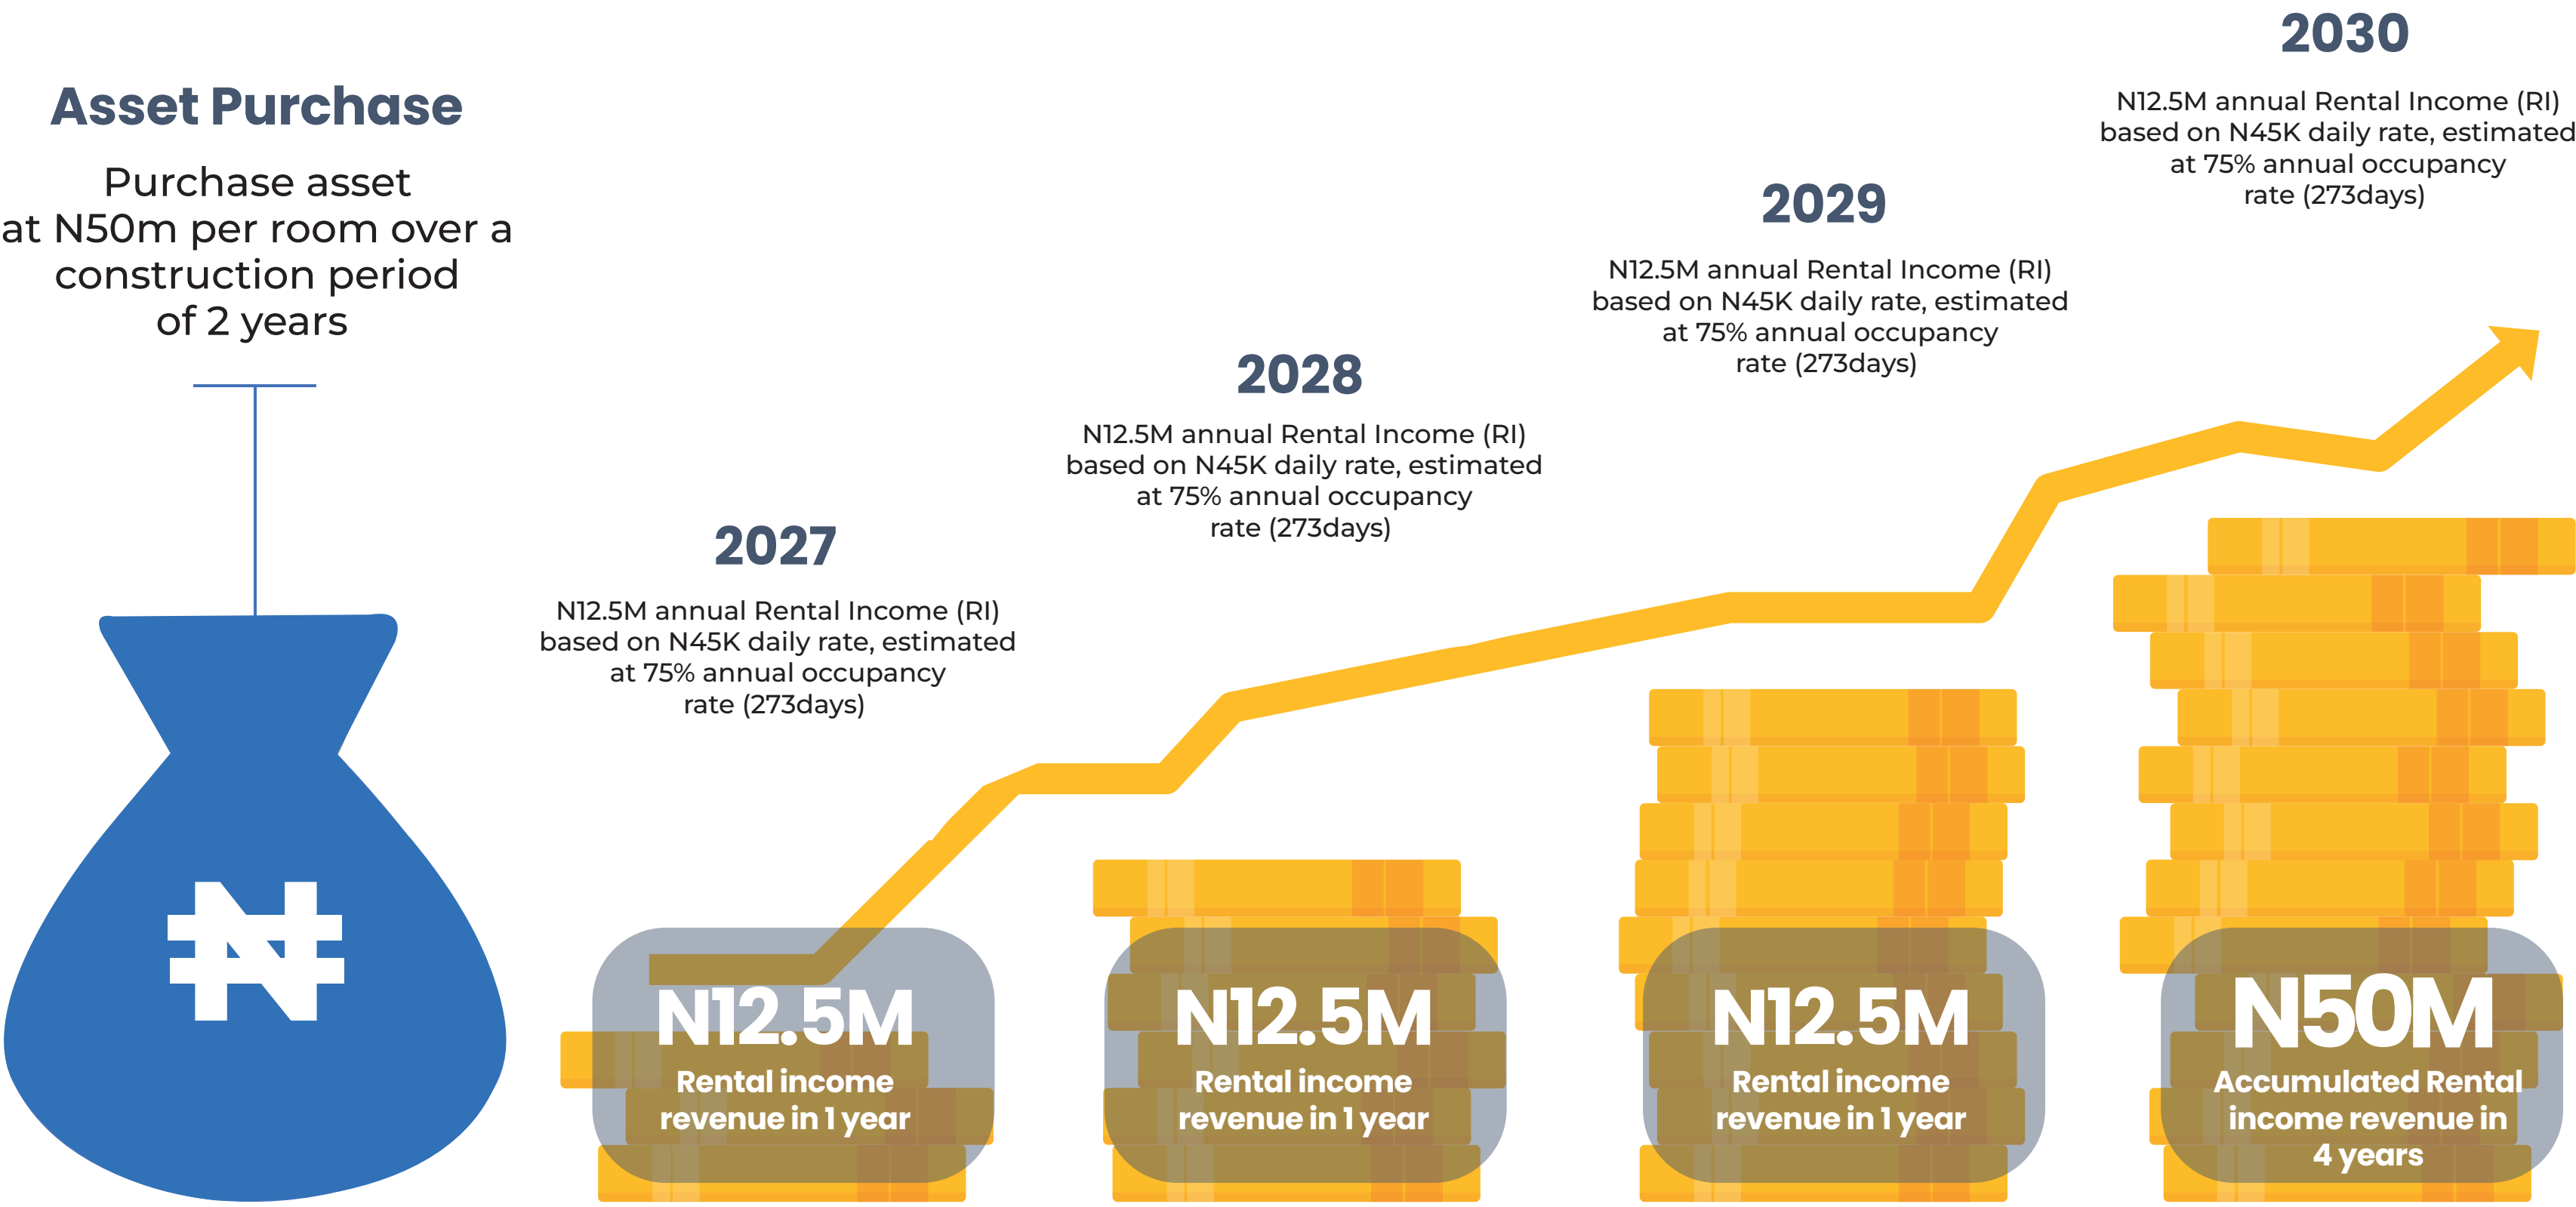 Asset Purchase
Purchase asset
at N50m per room over a
construction period
of 2 years
₦
2027
N12.5M annual Rental Income (RI)
based on N45K daily rate, estimated
at 75% annual occupancy
rate (273days)
N12.5M
Rental income
revenue in 1 year
2028
N12.5M annual Rental Income (RI)
based on N45K daily rate, estimated
at 75% annual occupancy
rate (273days)
N12.5M
Rental income
revenue in 1 year
2029
N12.5M annual Rental Income (RI)
based on N45K daily rate, estimated
at 75% annual occupancy
rate (273days)
N12.5M
Rental income
revenue in 1 year
2030
N12.5M annual Rental Income (RI)
based on N45K daily rate, estimated
at 75% annual occupancy
rate (273days)
N50M
Accumulated Rental
income revenue in
4 years